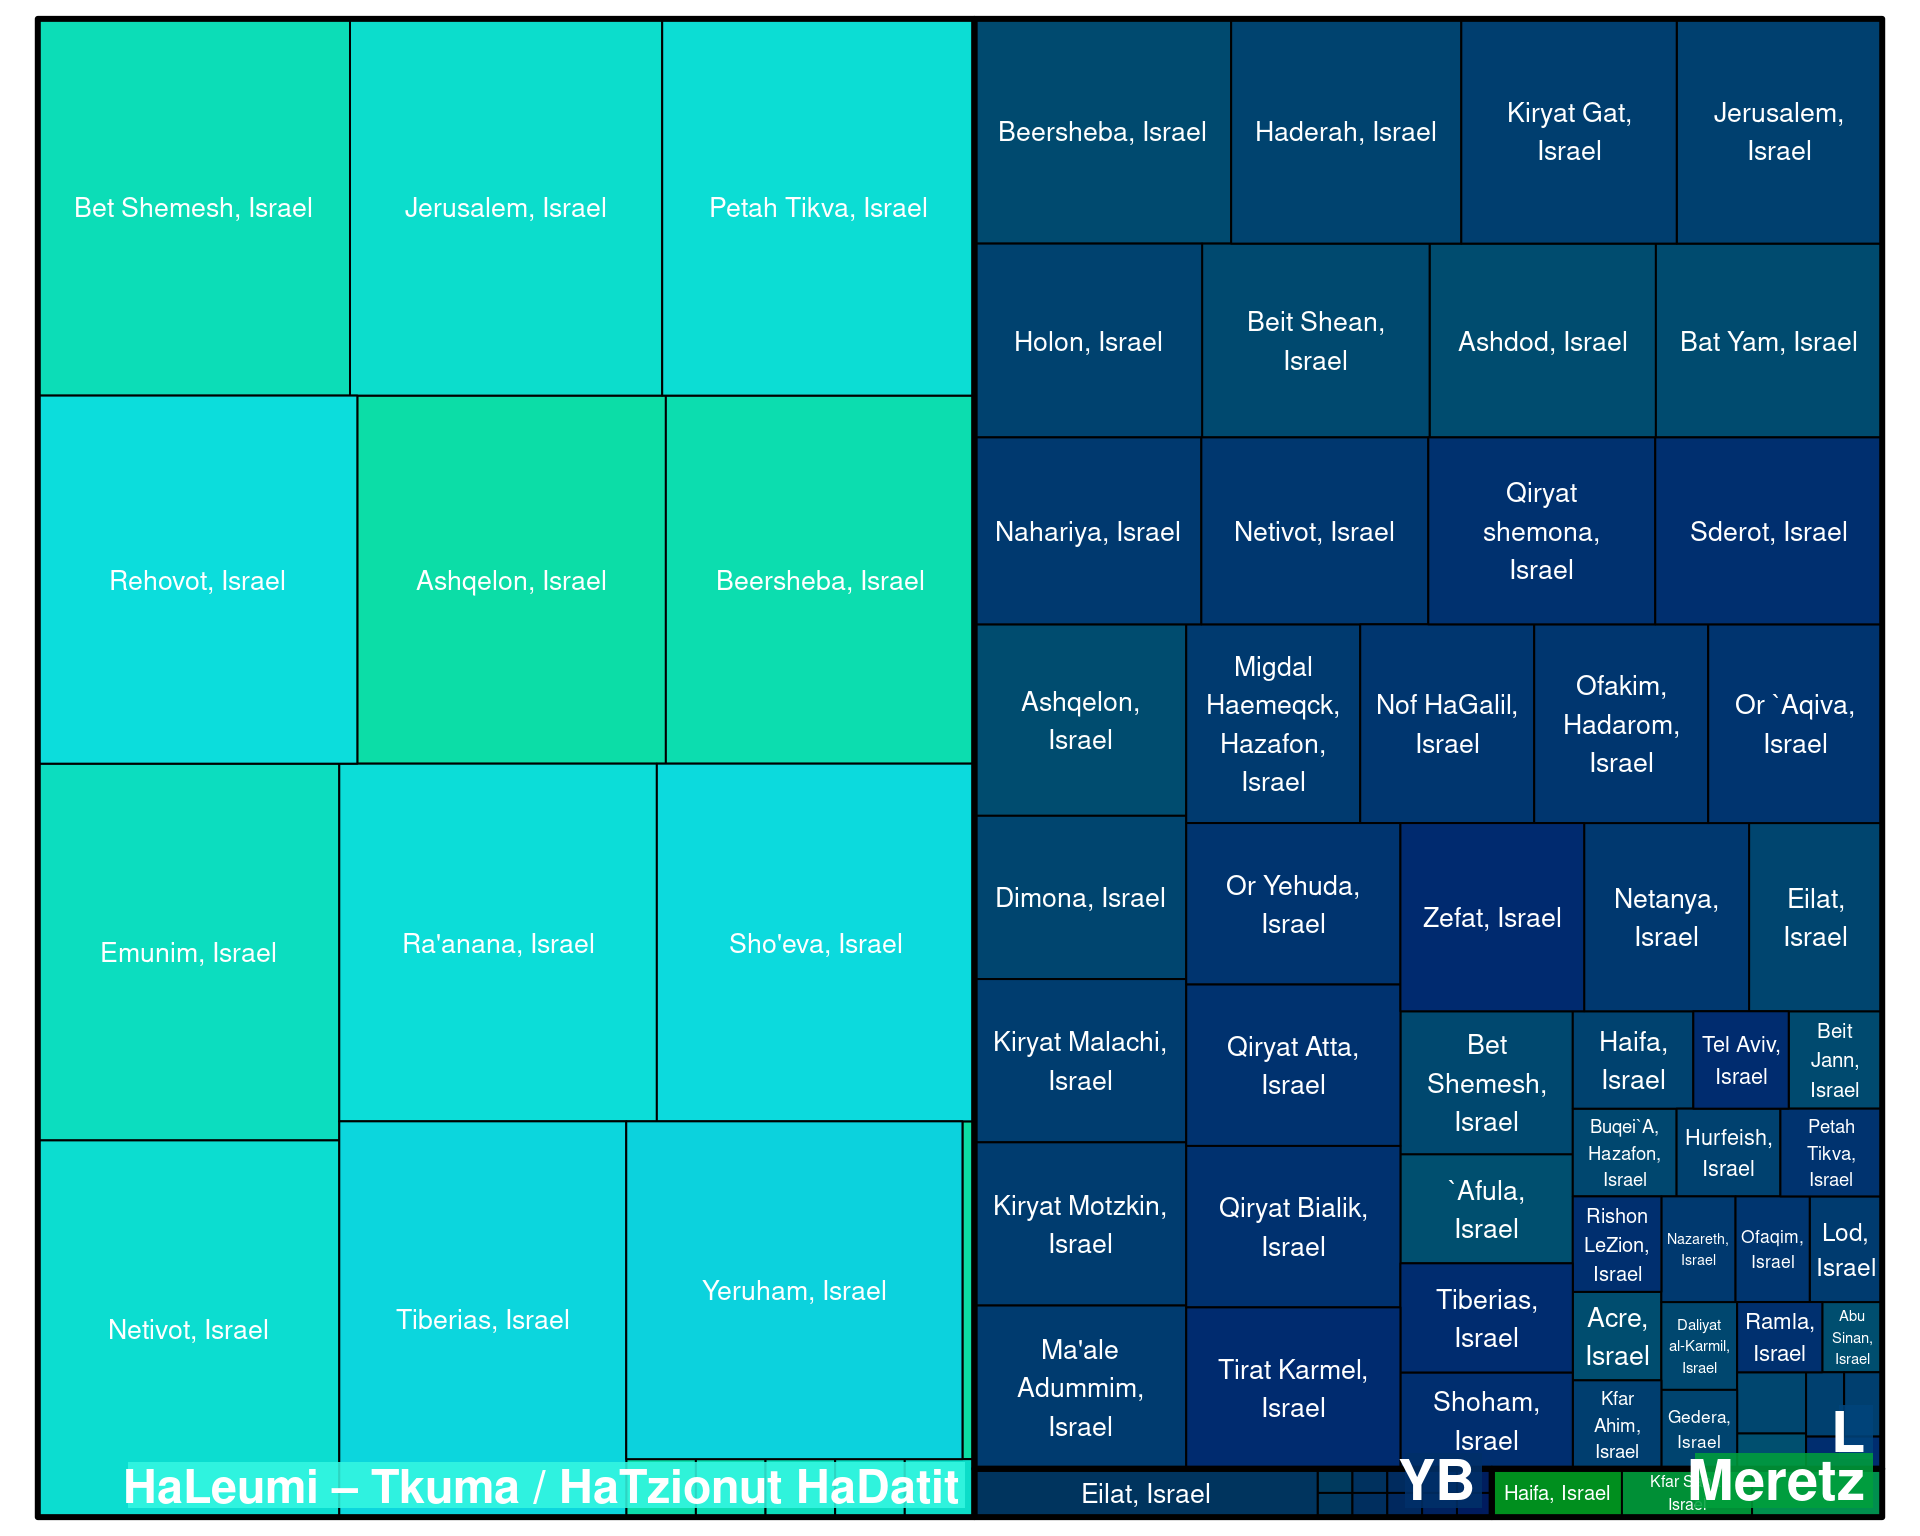 Bet Shemesh, Israel
Jerusalem, Israel
Petah Tikva, Israel
Rehovot, Israel
Ashqelon, Israel
Beersheba, Israel
Emunim, Israel
Ra'anana, Israel
Sho'eva, Israel
Netivot, Israel
Tiberias, Israel
Yeruham, Israel
HaLeumi – Tkuma / HaTzionut HaDatit
Beersheba, Israel
Haderah, Israel
Kiryat Gat,
Israel
Jerusalem,
Israel
Holon, Israel
Beit Shean,
Israel
Ashdod, Israel
Bat Yam, Israel
Nahariya, Israel
Netivot, Israel
Qiryat
shemona,
Israel
Sderot, Israel
Ashqelon,
Israel
Migdal
Haemeqck,
Hazafon,
Israel
Nof HaGalil,
Israel
Ofakim,
Hadarom,
Israel
Or `Aqiva,
Israel
Dimona, Israel
Or Yehuda,
Israel
Zefat, Israel
Netanya,
Israel
Eilat,
Israel
Kiryat Malachi,
Israel
Qiryat Atta,
Israel
Bet
Shemesh,
Israel
Haifa,
Israel
Tel Aviv,
Israel
Beit
Jann,
Israel
Buqei`A,
Hazafon,
Israel
Hurfeish,
Israel
Petah
Tikva,
Israel
Kiryat Motzkin,
Israel
Qiryat Bialik,
Israel
`Afula,
Israel
Rishon
LeZion,
Israel
Nazareth,
Israel
Ofaqim,
Israel
Lod,
Israel
Ma'ale
Adummim,
Israel
Tirat Karmel,
Israel
Tiberias,
Israel
Acre,
Israel
Daliyat
al-Karmil,
Israel
Ramla,
Israel
Abu
Sinan,
Israel
Shoham,
Israel
Kfar
Ahim,
Israel
Gedera,
Israel
L
Eilat, Israel
YB
Haifa, Israel
Kfar
Israel
Meretz